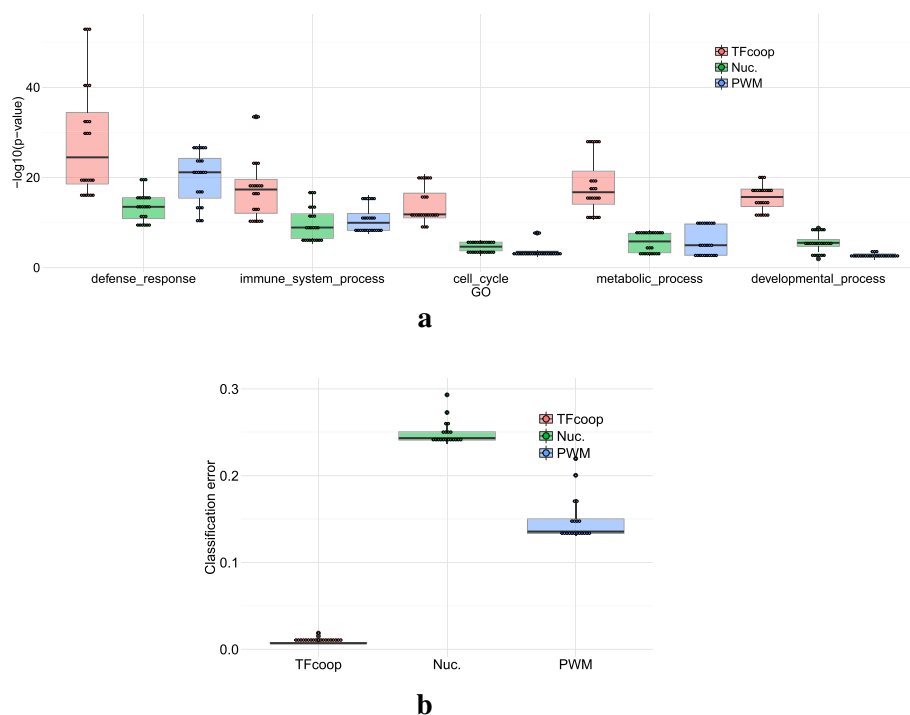 TFcoop
Nuc.
PWM
40
20
0
−log10(p−value)
defense_response immune_system_process cell_cycle metabolic_process developmental_process
GO
a
0.3
0.2
0.1
0.0
Classification error
TFcoop
Nuc.
PWM
TFcoop Nuc. PWM
b